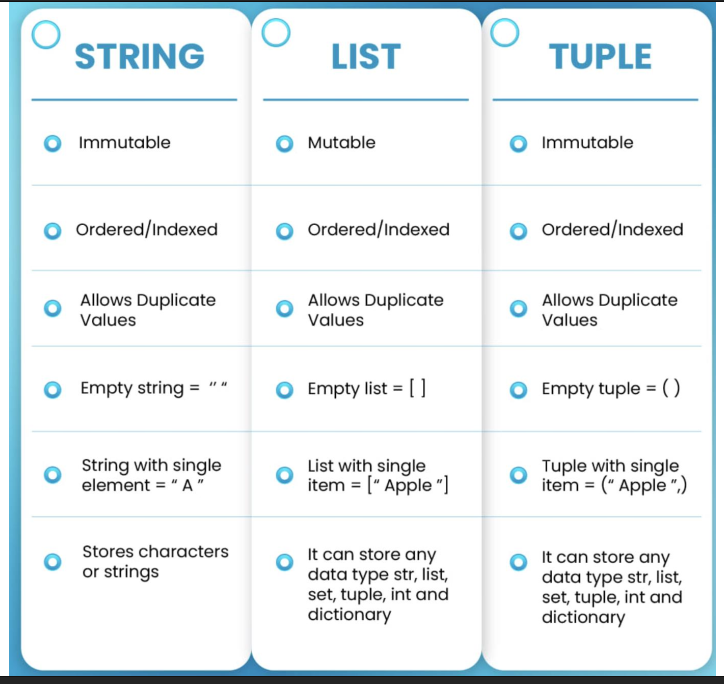 STRING
Immutable
Ordered/Indexed
Allows Duplicate
Values
Empty string = " "
String with single
element = " A "
Stores characters
or strings
LIST
Mutable
Ordered/Indexed
Allows Duplicate
Values
Empty list = [ ]
List with single
item = [" Apple "]
It can store any
data type str, list,
set, tuple, int and
dictionary
TUPLE
Immutable
Ordered/Indexed
Allows Duplicate
Values
Empty tuple = ( )
Tuple with single
item = (" Apple ",)
It can store any
data type str, list,
set, tuple, int and
dictionary